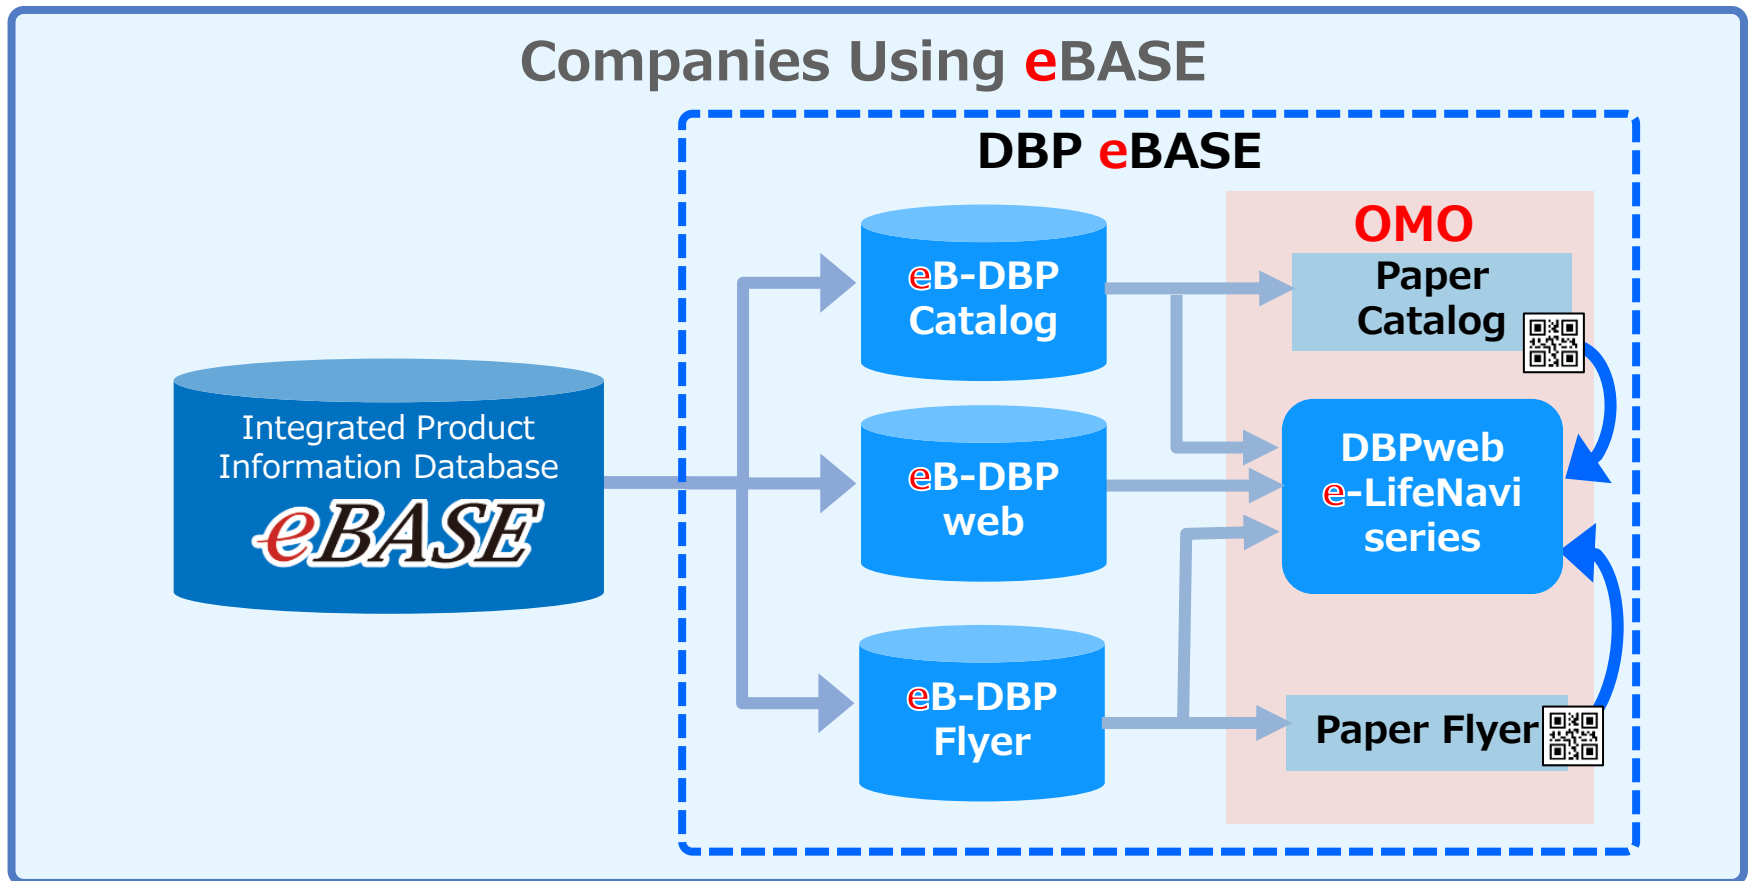 Companies Using eBASE
DBP eBASE
OMO
eB-DBP
Catalog
Paper
Catalog
Integrated Product
Information Database
eBASE
eB-DBP
web
DBPweb
e-LifeNavi
series
eB-DBP
Flyer
Paper Flyer